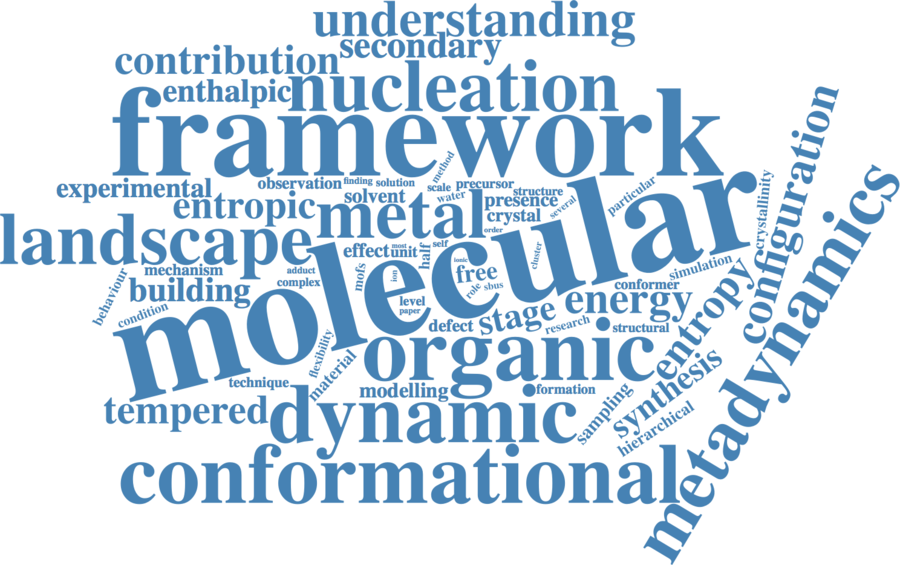 understanding
secondary
contribution
enthalpic
nucleation
framework
method
experimental
observation
finding
solution
scale
precursor
structure
particular
crystallinity
configuration
entropic
solvent
water
presence
several
metal
crystal
order
landscape
molecular
effect
most
unit
half
self
cluster
mechanism
adduct
mofs
ion
ionic
free
simulation
behaviour
building
complex
role
sbus
conformer
condition
level
paper
stage
energy
entropy
metadynamics
defect
research
structural
flexibility
organic
technique
material
modelling
formation
synthesis
sampling
hierarchical
tempered
dynamic
conformational